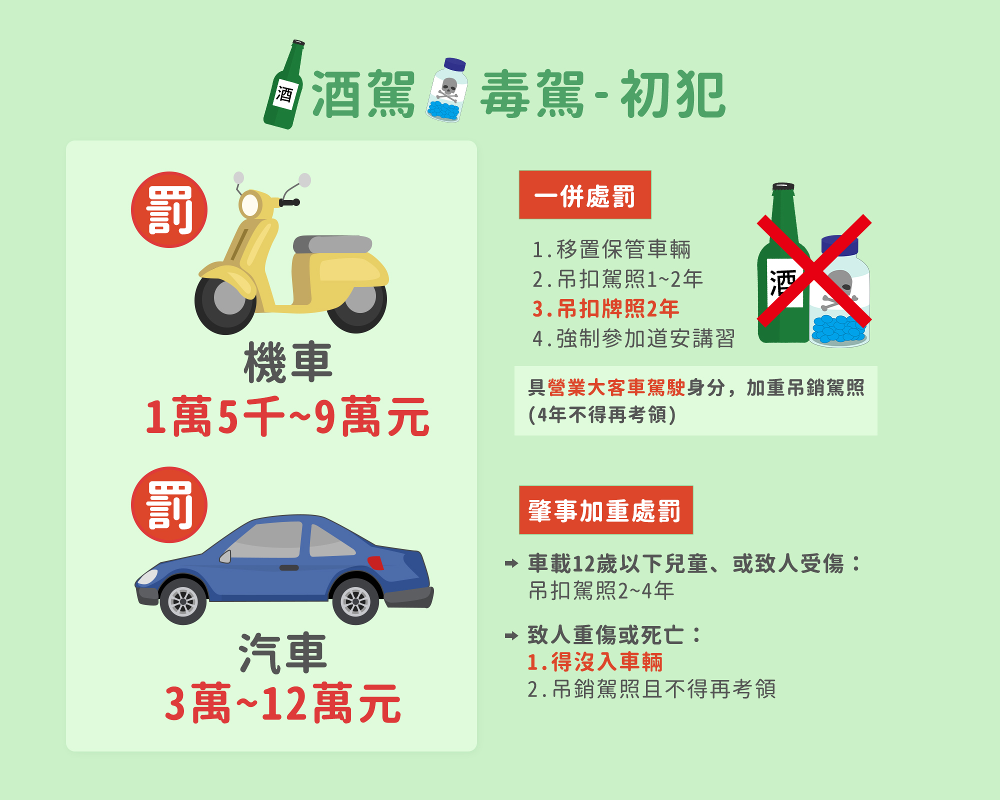 酒
酒駕 毒駕-初犯
罰
機車
1萬5千~9萬元
罰
汽車
3萬~12萬元
一併處罰
1.移置保管車輛
2.吊扣駕照1~2年
3.吊扣牌照2年
4.強制參加道安講習
酒
具營業大客車駕駛身分，加重吊銷駕照
(4年不得再考領)
肇事加重處罰
車載12歲以下兒童、或致人受傷：
吊扣駕照2~4年
致人重傷或死亡：
1.得沒入車輛
2.吊銷駕照且不得再考領